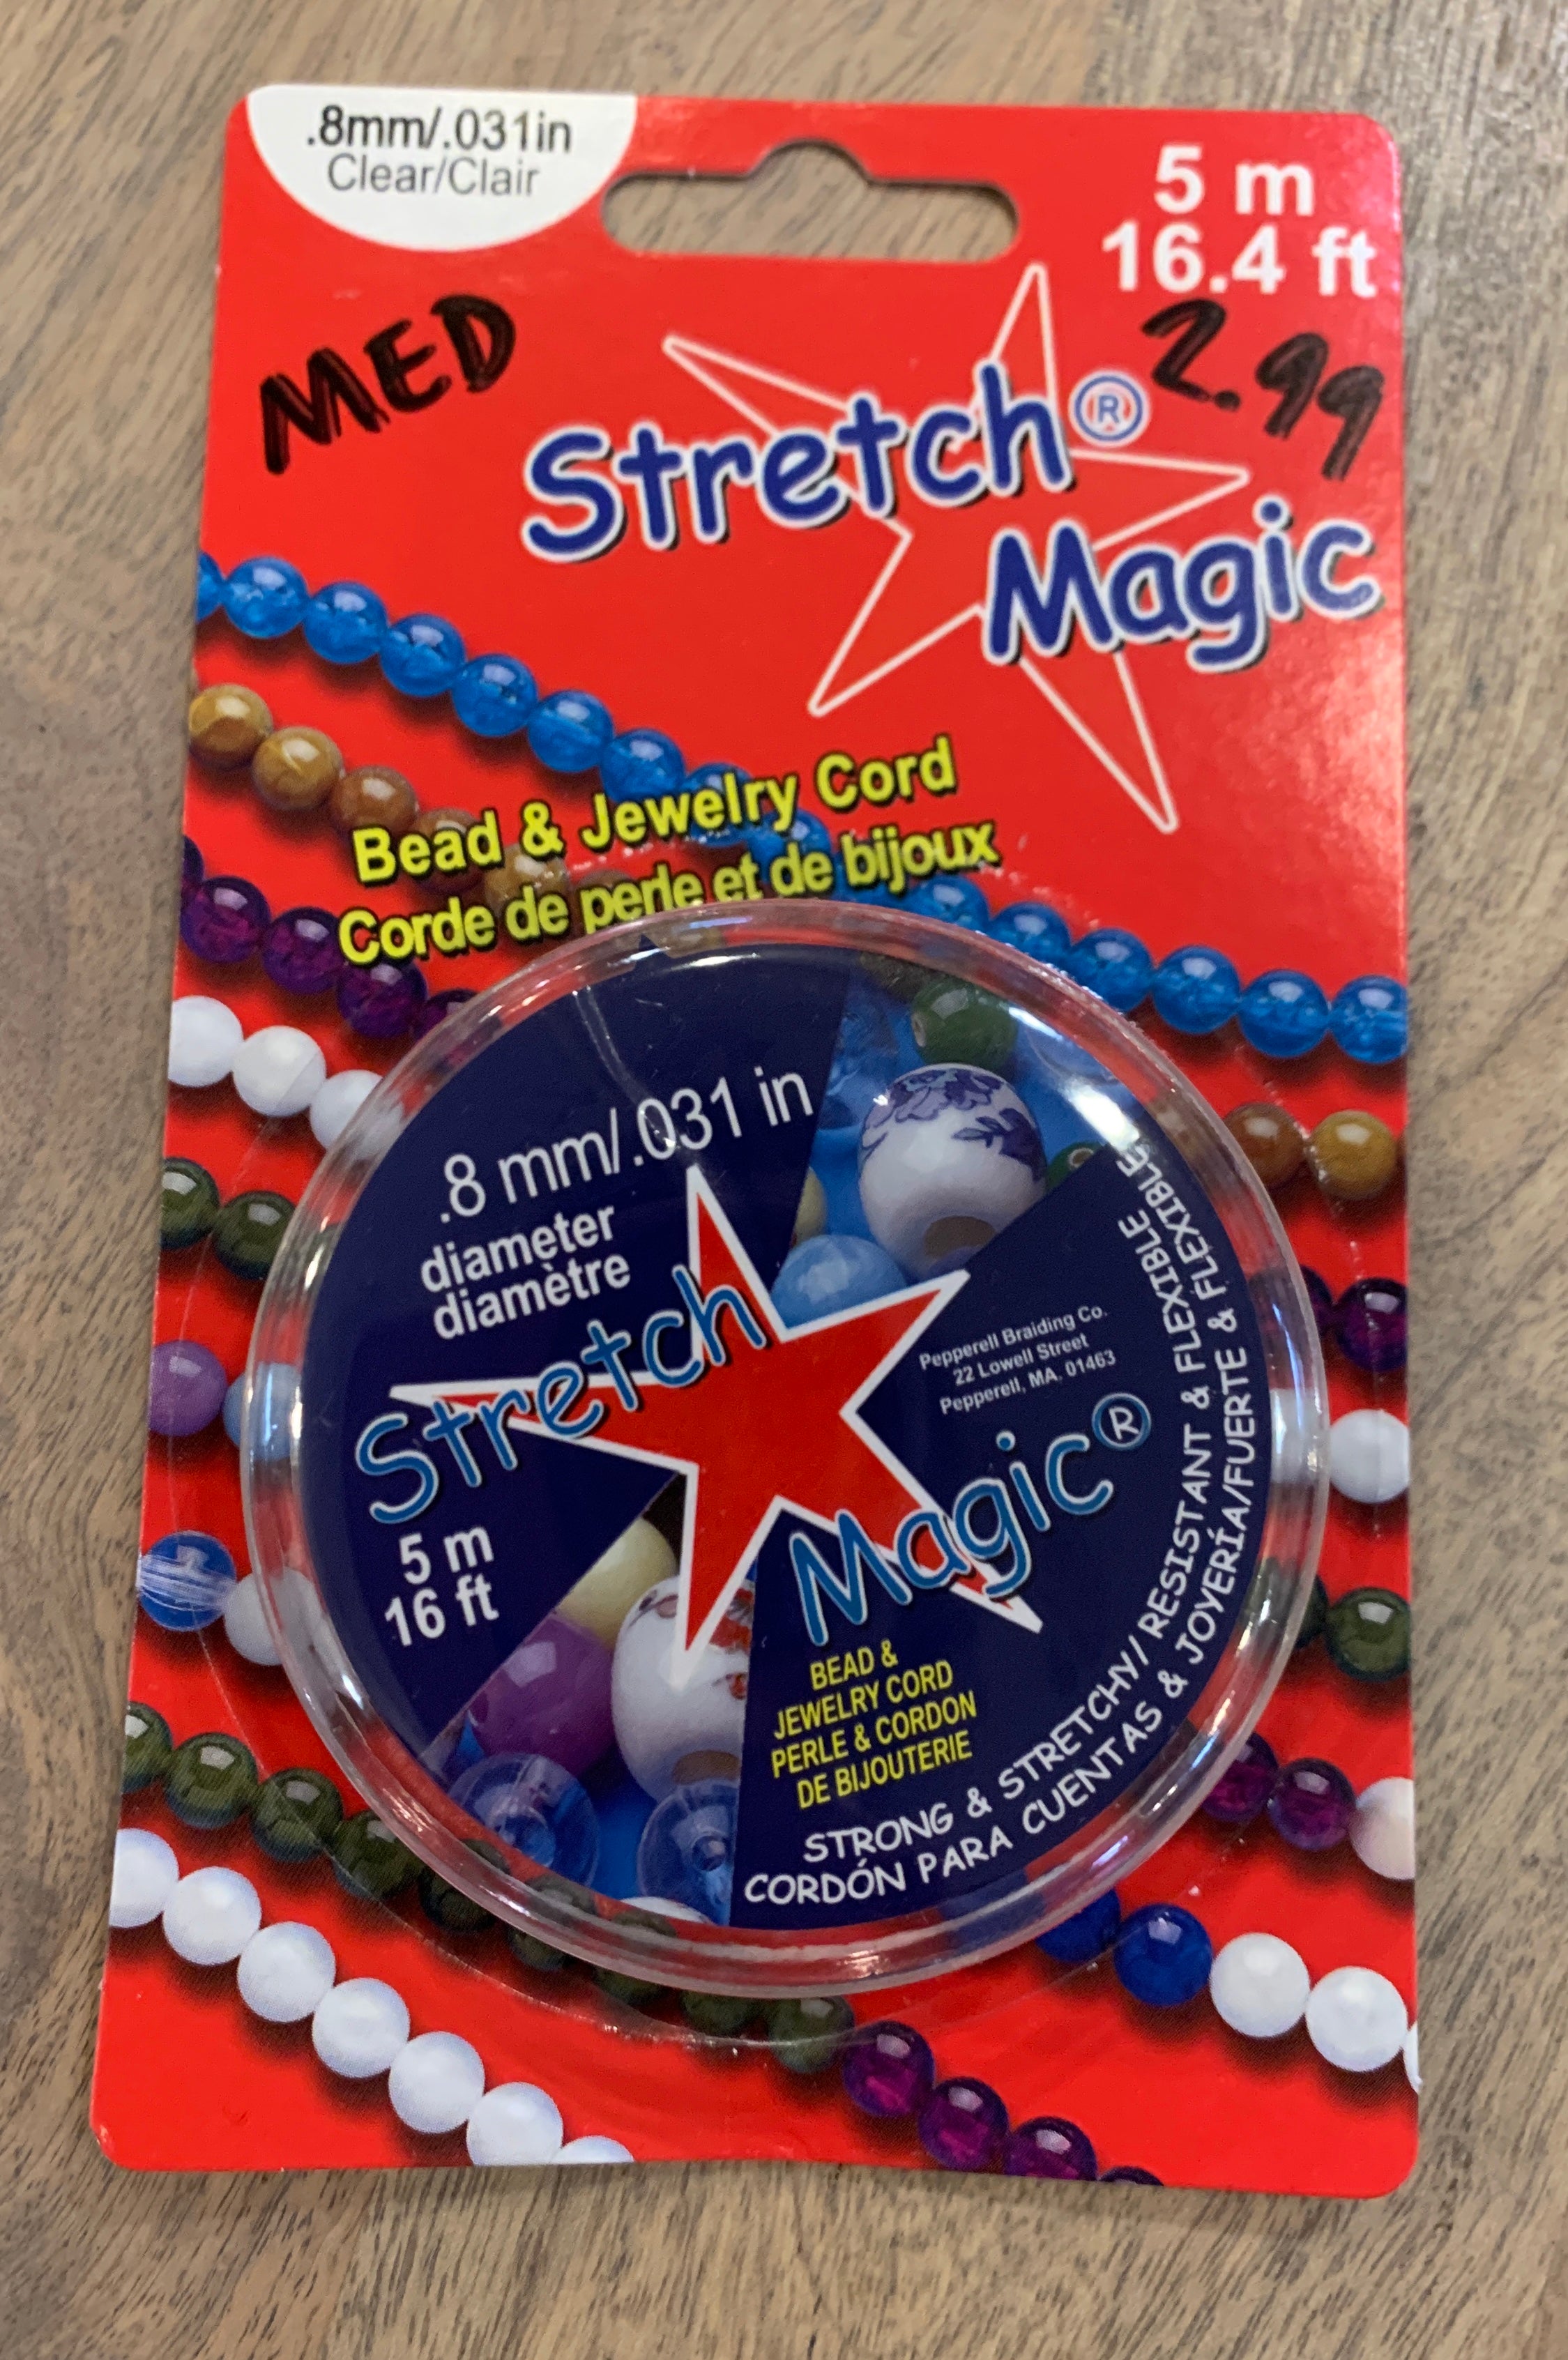 .8mm/.031in
Clear/Clair
5 m
16.4 ft
MED
2.99
Stretch®
Magic
Bead & Jewelry Cord
Corde de perle et de bijoux
.8 mm/.031 in
diameter
diamètre
Stretch
Magic®
5 m
16 ft
Pepperell Braiding Co.
22 Lowell Street
Pepperell, MA. 01463
BEAD &
JEWELRY CORD
PERLE & CORDON
DE BIJOUTERIE
STRONG & STRETCHY/ RESISTANT & FLEXIBLE
CORDÓN PARA CUENTAS & JOYERÍA/FUERTE & FLEXIBLE